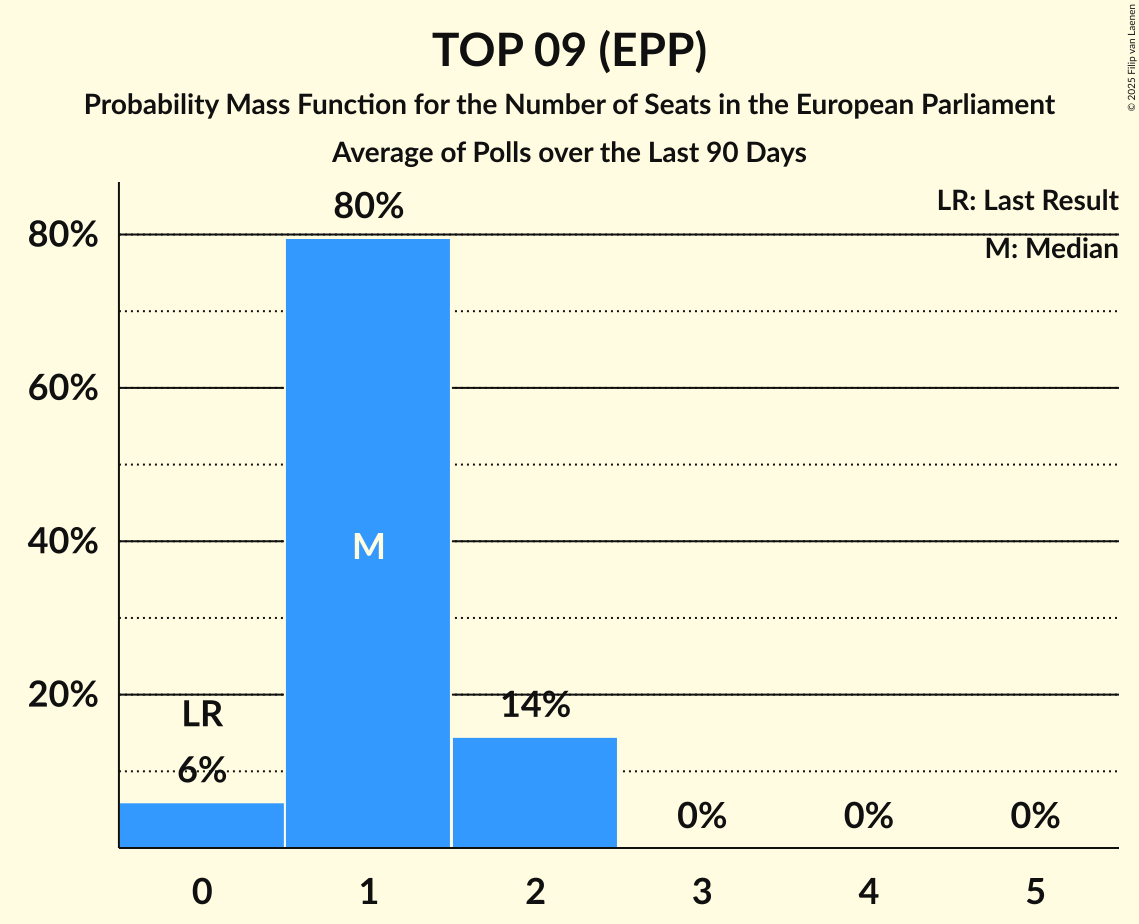 TOP 09 (EPP)
Probability Mass Function for the Number of Seats in the European Parliament
Average of Polls over the Last 90 Days
© 2025 Filip van Laenen
LR: Last Result
M: Median
80%
60%
40%
20%
LR
6%
80%
M
14%
0%
0%
0%
0
1
2
3
4
5